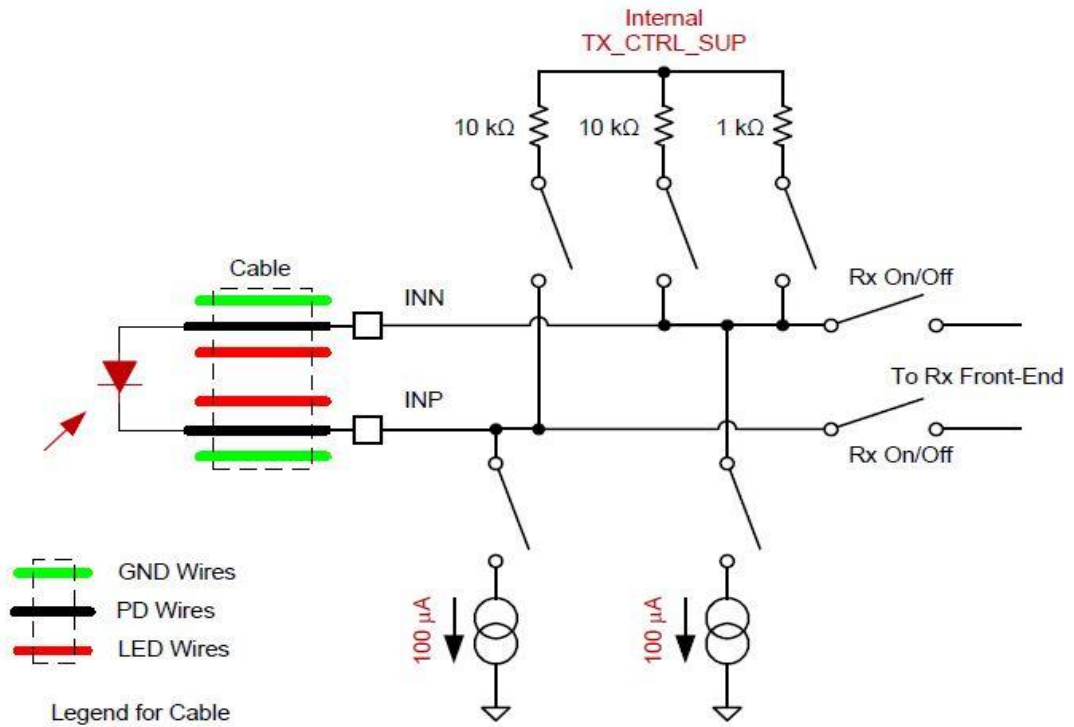 Internal
TX_CTRL_SUP
10 kΩ
10 kΩ
1 kΩ
Cable
INN
Rx On/Off
To Rx Front-End
INP
Rx On/Off
GND Wires
PD Wires
LED Wires
100 µA
100 µA
Legend for Cable